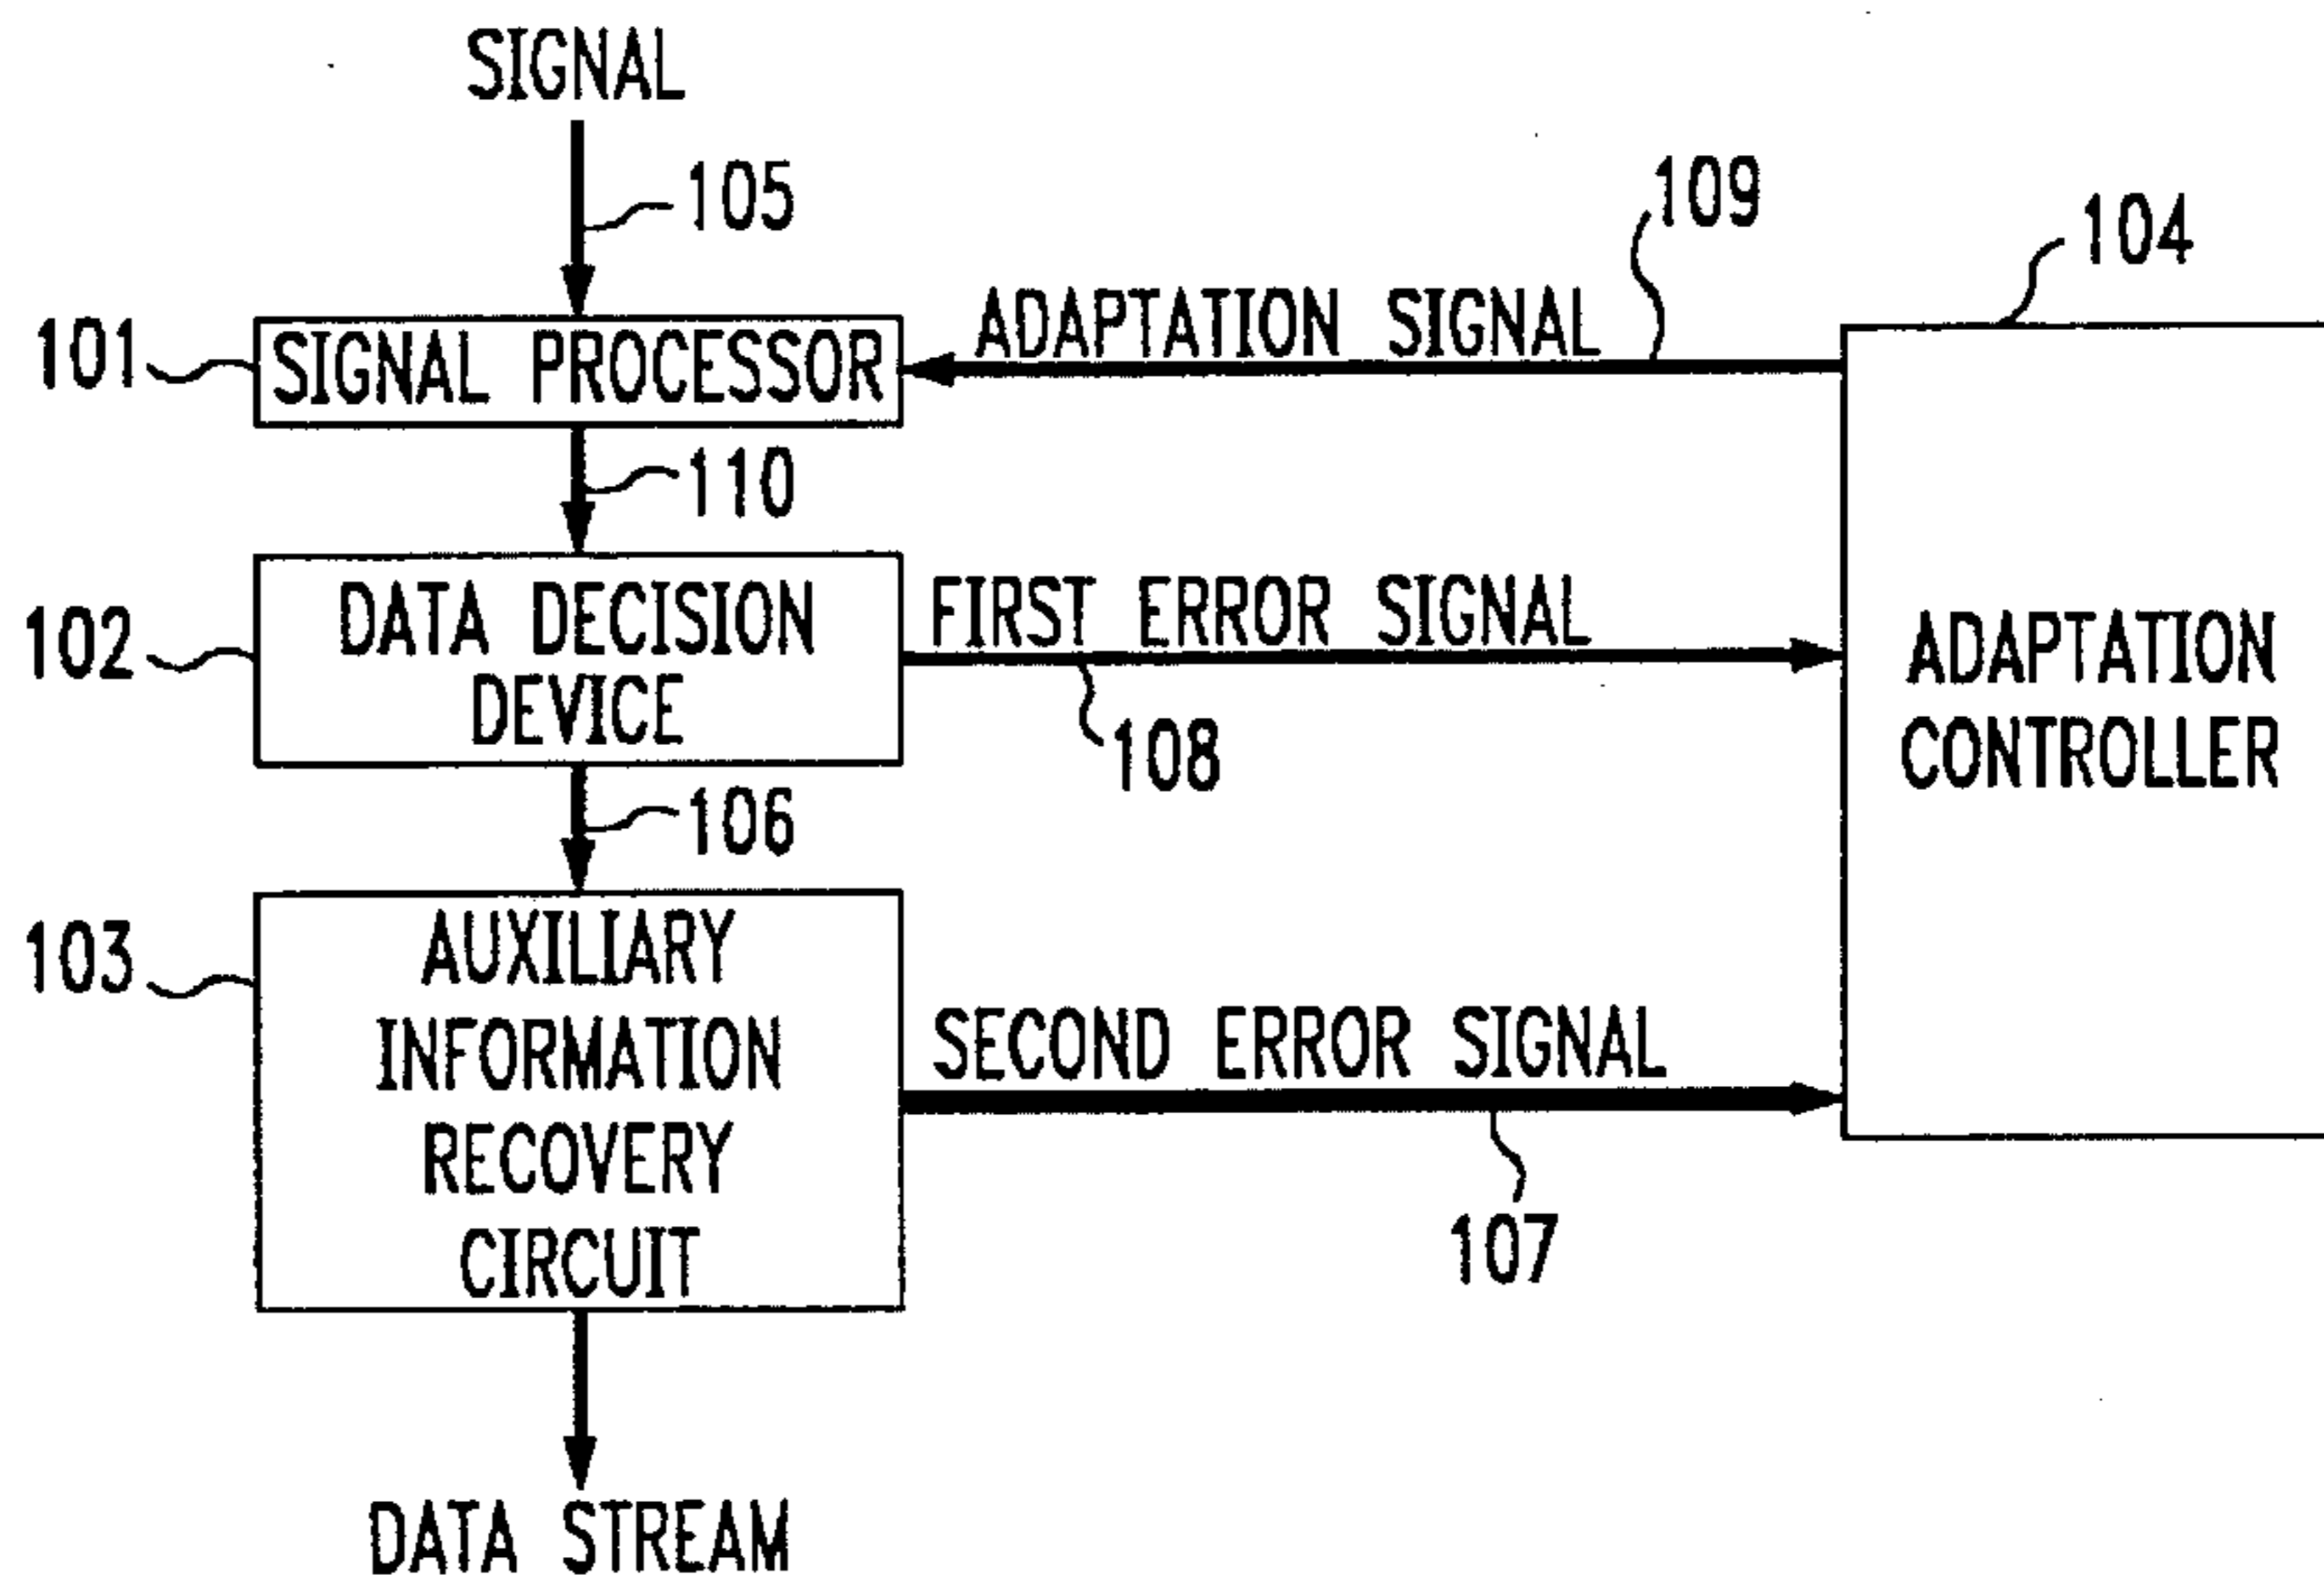 SIGNAL
105
109
104
101
SIGNAL PROCESSOR
ADAPTATION SIGNAL
110
102
DATA DECISION
DEVICE
FIRST ERROR SIGNAL
108
ADAPTATION
CONTROLLER
106
103
AUXILIARY
INFORMATION
RECOVERY
CIRCUIT
SECOND ERROR SIGNAL
107
DATA STREAM